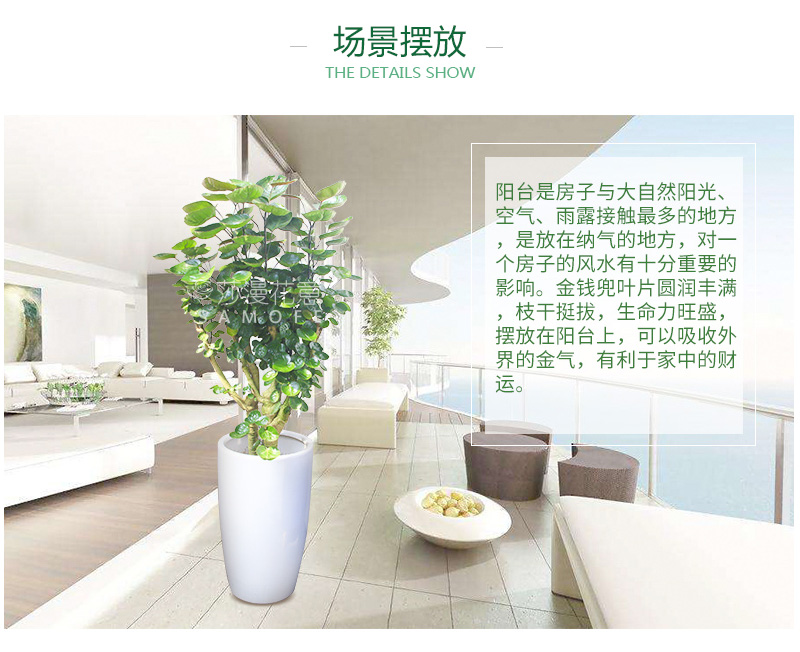 场景摆放
THE DETAILS SHOW
阳台是房子与大自然阳光、
空气、雨露接触最多的地方
，是放在纳气的地方，对一
个房子的风水有十分重要的
影响。金钱兜叶片圆润丰满
，枝干挺拔，生命力旺盛，
摆放在阳台上，可以吸收外
界的金气，有利于家中的财
运。
莎漫花意